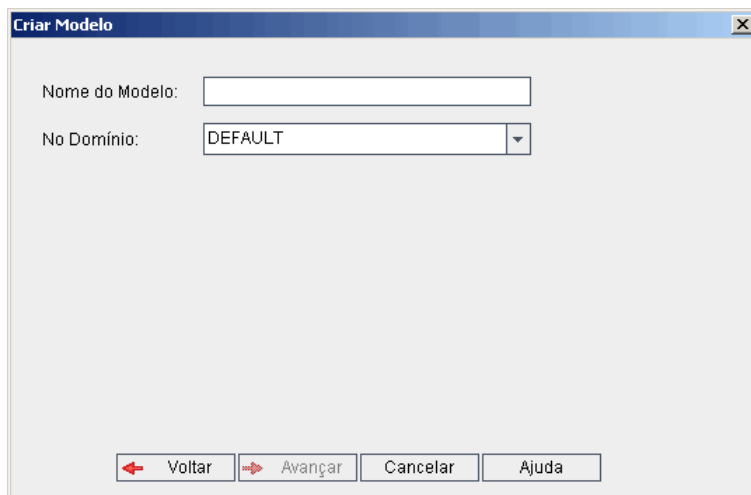 Criar Modelo
Nome do Modelo:
No Domínio: DEFAULT
Voltar Avançar Cancelar Ajuda